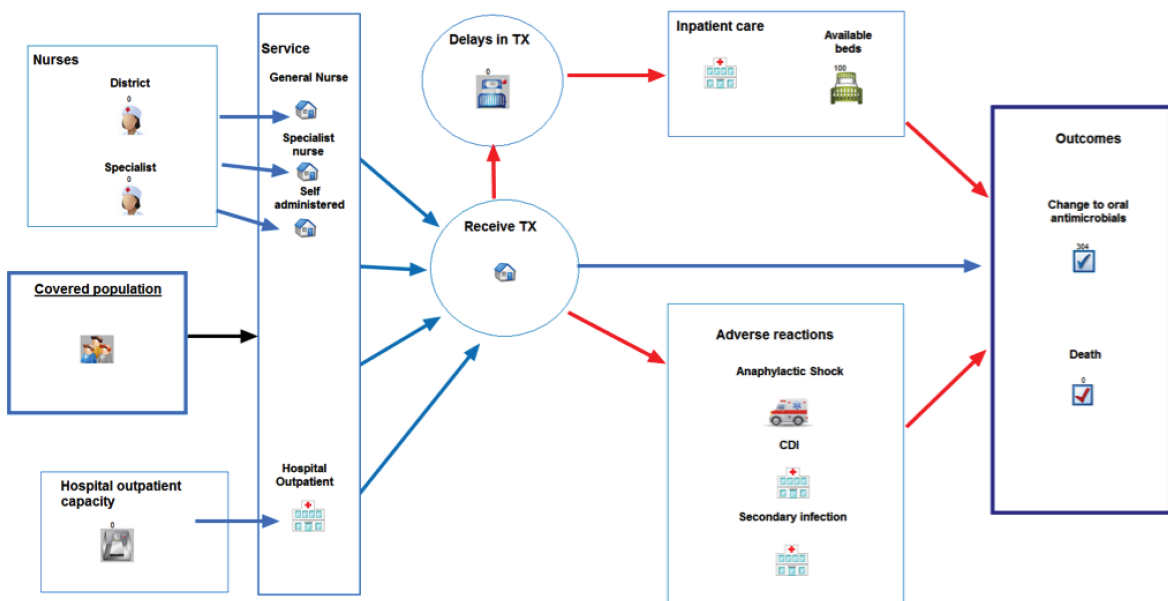 Nurses
District
0
Specialist
0
Covered population
Hospital outpatient
capacity
0
Service
General Nurse
Specialist
nurse
Self
administered
Hospital
Outpatient
Delays in TX
0
Receive TX
Inpatient care
Available
beds
100
Adverse reactions
Anaphylactic Shock
CDI
Secondary infection
Outcomes
Change to oral
antimicrobials
304
Death
0